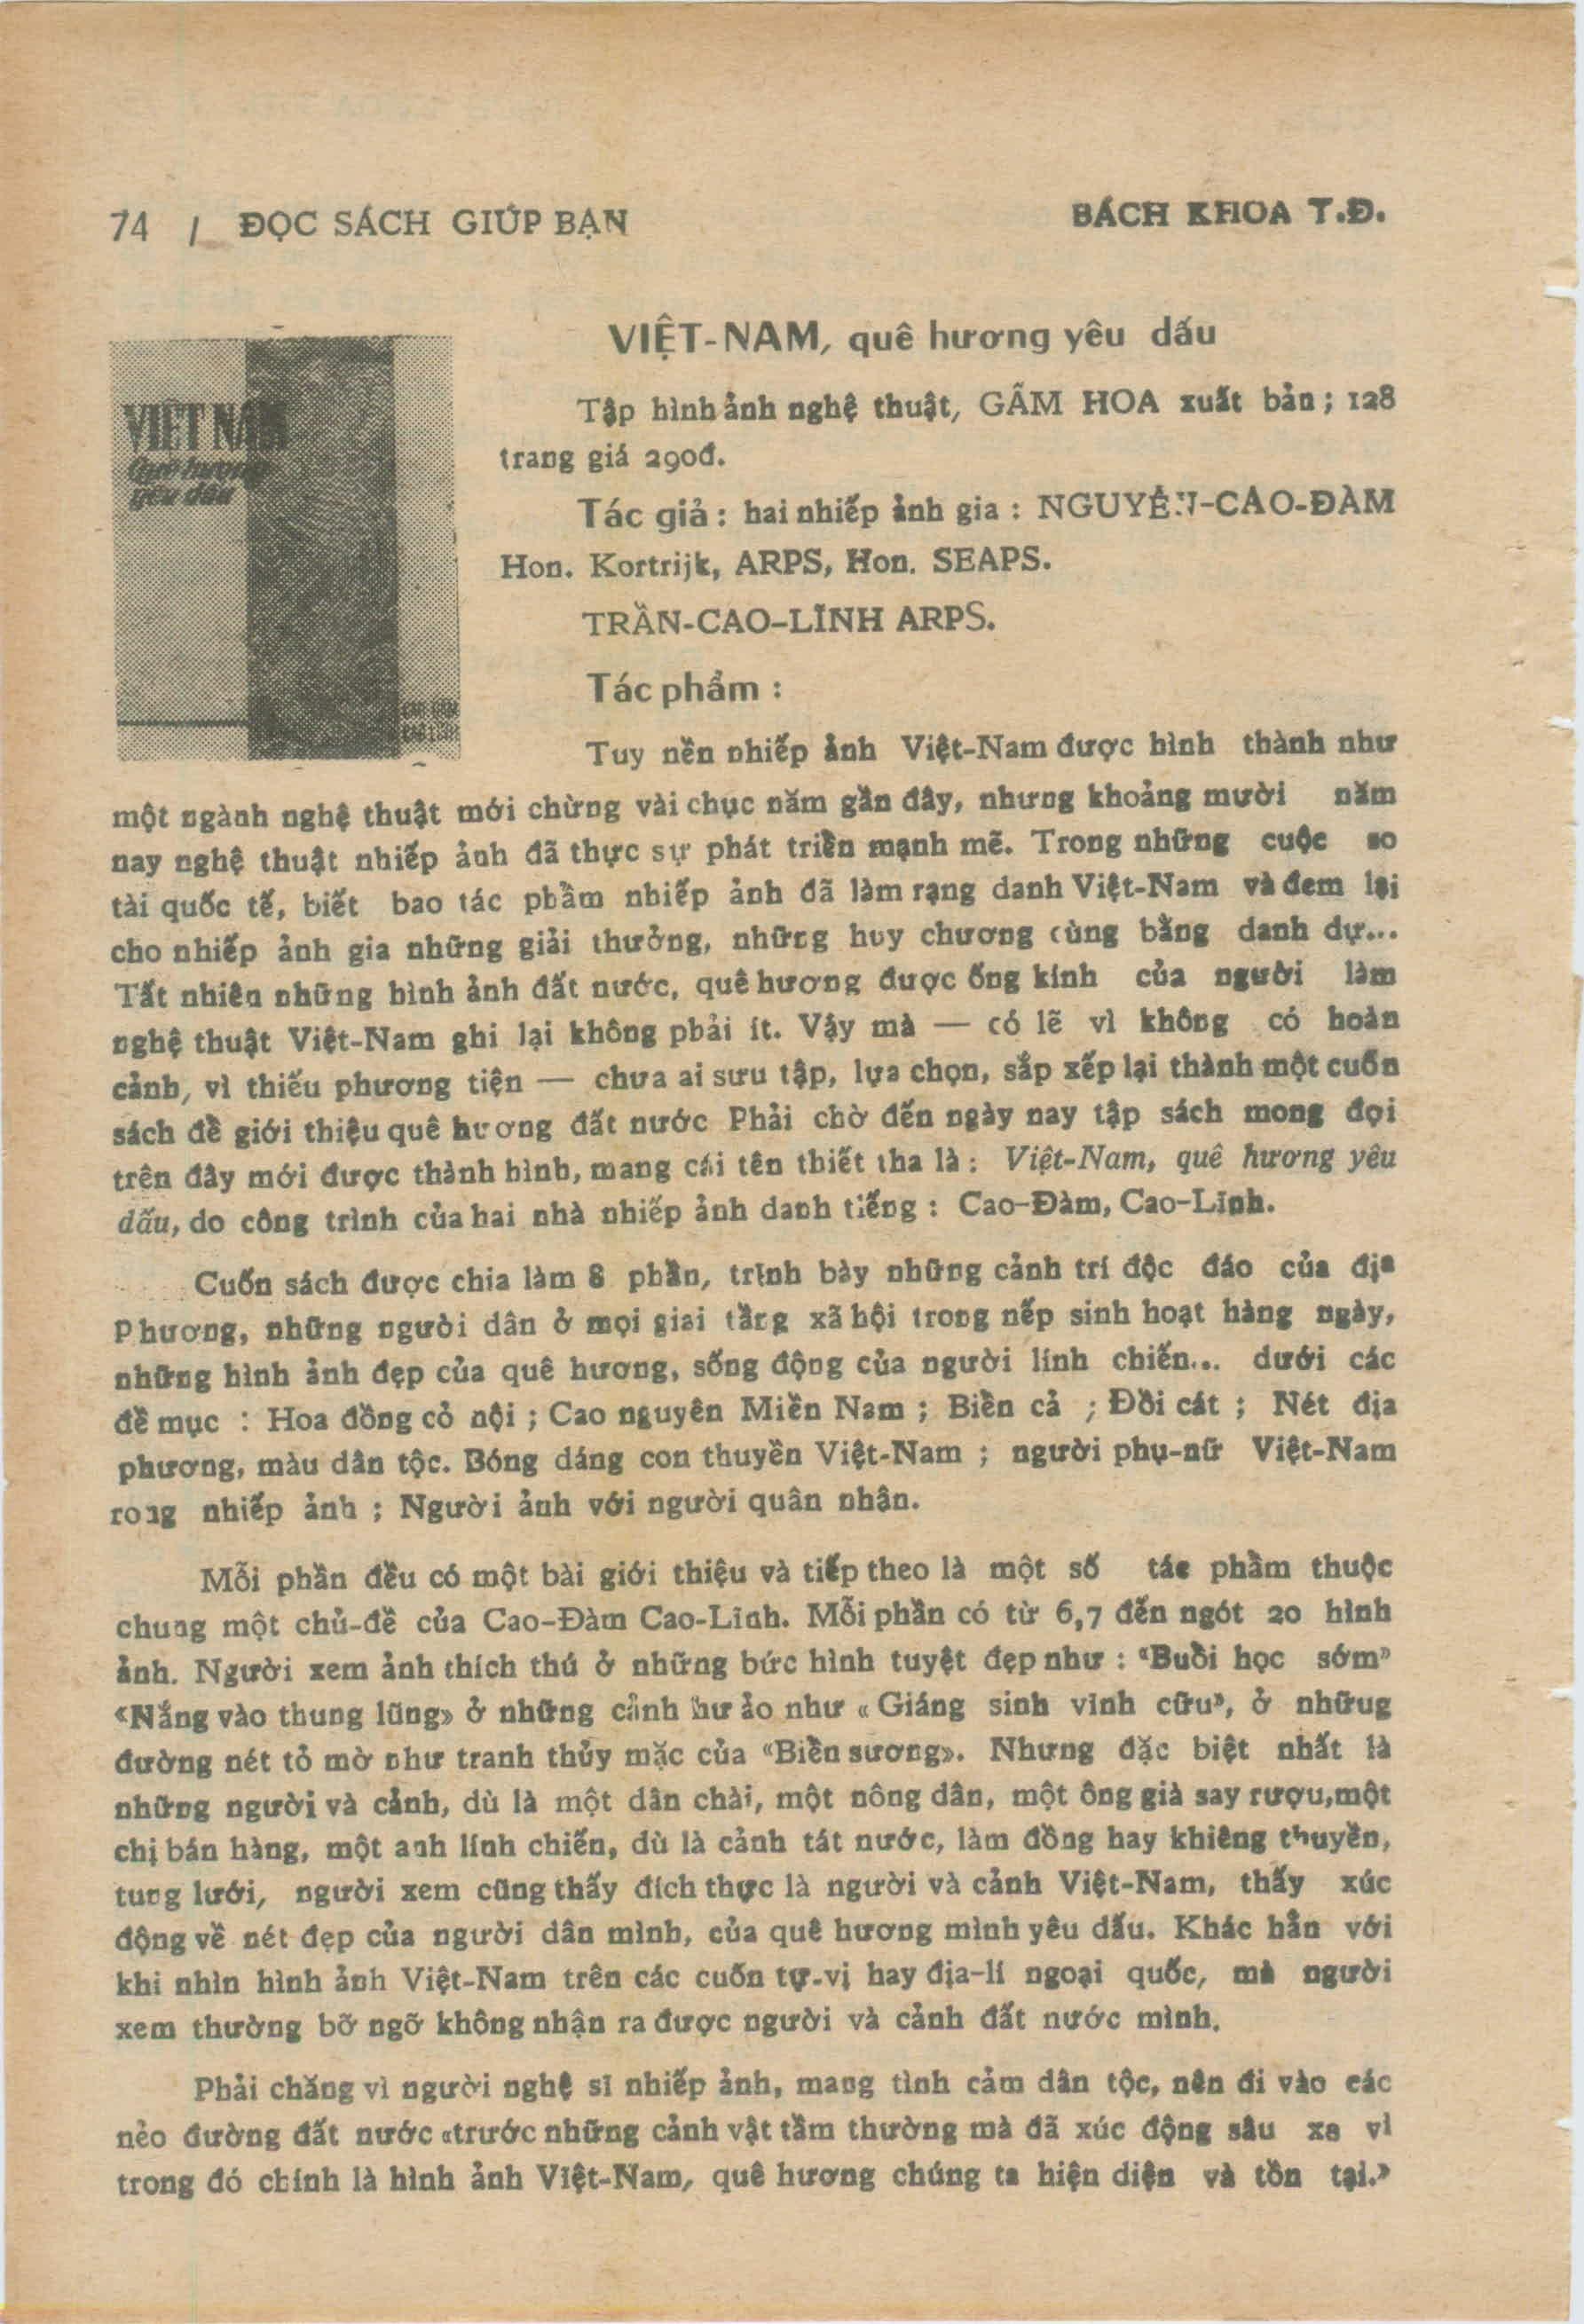 74 / ĐỌC SÁCH GIÚP BẠN
BÁCH KHOA T.Đ.
VIỆT NAM
Quê hương
yêu dấu
CAO ĐÀM
CAO LĨNH
VIỆT-NAM, quê hương yêu dấu
Tập hình ảnh nghệ thuật, GẤM HOA xuất bản ; 128
trang giá 290đ.
Tác giả : hai nhiếp ảnh gia : NGUYỄN-CAO-ĐÀM
Hon. Kortrijk, ARPS, Hon. SEAPS.
TRẦN-CAO-LĨNH ARPS.
Tác phẩm :
Tuy nền nhiếp ảnh Việt-Nam được hình thành như
một ngành nghệ thuật mới chừng vài chục năm gần đây, nhưng khoảng mười năm
nay nghệ thuật nhiếp ảnh đã thực sự phát triển mạnh mẽ. Trong những cuộc so
tài quốc tế, biết bao tác phẩm nhiếp ảnh đã làm rạng danh Việt-Nam và đem lại
cho nhiếp ảnh gia những giải thưởng, những huy chương cùng bằng danh dự...
Tất nhiên những hình ảnh đất nước, quê hương được ống kính của người làm
nghệ thuật Việt-Nam ghi lại không phải ít. Vậy mà — có lẽ vì không có hoàn
cảnh, vì thiếu phương tiện — chưa ai sưu tập, lựa chọn, sắp xếp lại thành một cuốn
sách để giới thiệu quê hương đất nước Phải chờ đến ngày nay tập sách mong đợi
trên đây mới được thành hình, mang cái tên thiết tha là : Việt-Nam, quê hương yêu
dấu, do công trình của hai nhà nhiếp ảnh danh tiếng : Cao-Đàm, Cao-Lĩnh.
Cuốn sách được chia làm 8 phần, trình bày những cảnh trí độc đáo của địa
Phương, những người dân ở mọi giai tầng xã hội trong nếp sinh hoạt hàng ngày,
những hình ảnh đẹp của quê hương, sống động của người lính chiến... dưới các
đề mục : Hoa đồng cỏ nội ; Cao nguyên Miền Nam ; Biển cả ; Đồi cát ; Nét địa
phương, màu dân tộc. Bóng dáng con thuyền Việt-Nam ; người phụ-nữ Việt-Nam
rong nhiếp ảnh ; Người ảnh với người quân nhân.
Mỗi phần đều có một bài giới thiệu và tiếp theo là một số tác phẩm thuộc
chung một chủ-đề của Cao-Đàm Cao-Lĩnh. Mỗi phần có từ 6,7 đến ngót 20 hình
ảnh. Người xem ảnh thích thú ở những bức hình tuyệt đẹp như : “Buổi học sớm”
«Nắng vào thung lũng» ở những cảnh hư ảo như « Giáng sinh vĩnh cửu”, ở nhữug
đường nét tỏ mờ như tranh thủy mặc của “Biển sương». Nhưng đặc biệt nhất là
những người và cảnh, dù là một dân chài, một nông dân, một ông già say rượu,một
chị bán hàng, một anh lính chiến, dù là cảnh tát nước, làm đồng hay khiêng thuyền,
tung lưới, người xem cũng thấy đích thực là người và cảnh Việt-Nam, thấy xúc
động về nét đẹp của người dân mình, của quê hương mình yêu dấu. Khác hẳn với
khi nhìn hình ảnh Việt-Nam trên các cuốn tự-vị hay địa-lí ngoại quốc, mà người
xem thường bỡ ngỡ không nhận ra được người và cảnh đất nước mình.
Phải chăng vì người nghệ sĩ nhiếp ảnh, mang tình cảm dân tộc, nên đi vào các
nẻo đường đất nước «trước những cảnh vật tầm thường mà đã xúc động sâu xa vì
trong đó chính là hình ảnh Việt-Nam, quê hương chúng ta hiện diện và tồn tại.»